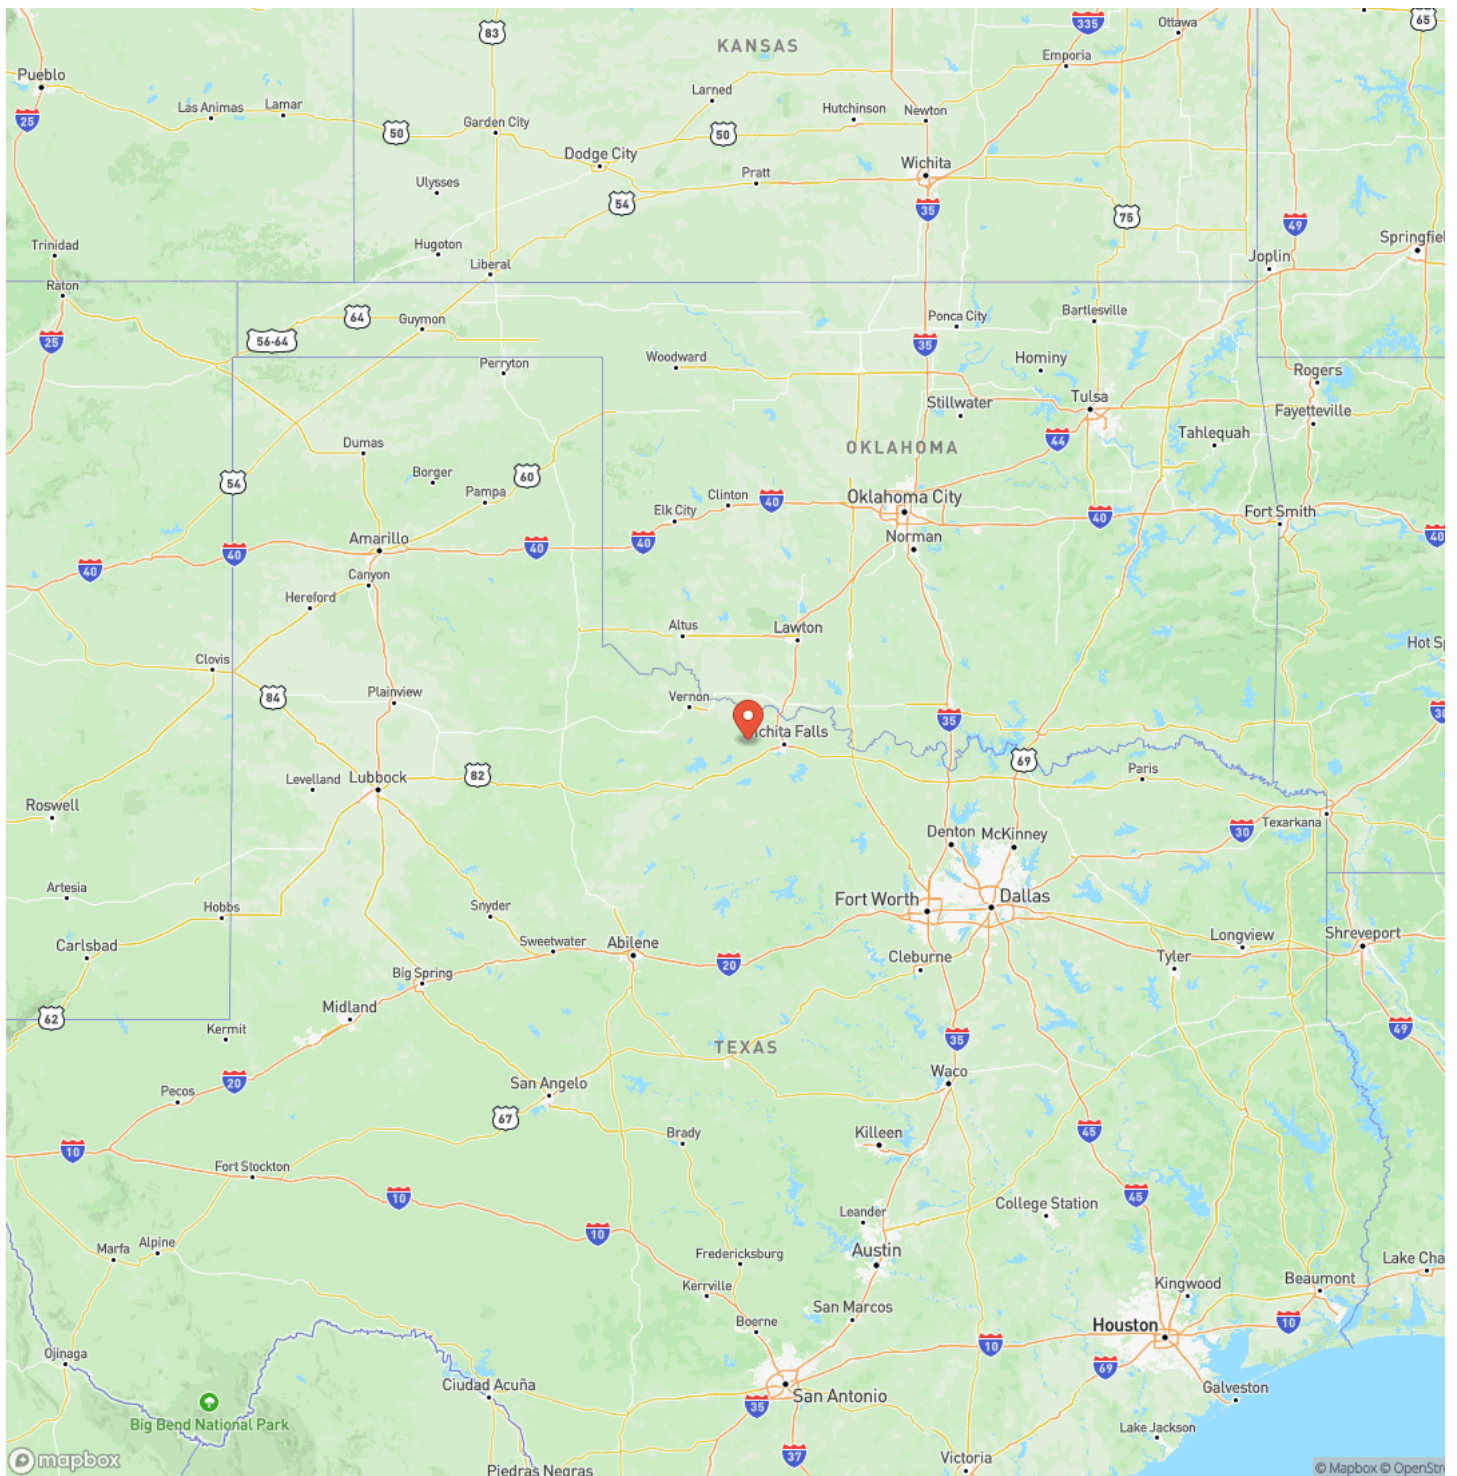 83
KANSAS
335
Ottawa
65
Emporia
Pueblo
Larned
Las Animas
Lamar
Hutchinson
Newton
25
50
Garden City
50
Dodge City
Wichita
Pratt
Ulysses
54
35
75
49
Trinidad
Hugoton
Springfiel
Liberal
Joplin
Raton
64
Guymon
Ponca City
Bartlesville
25
56-64
35
Perryton
Woodward
Hominy
Rogers
Stillwater
Tulsa
Fayetteville
Dumas
OKLAHOMA
44
Tahlequah
54
Borger
60
Pampa
Clinton
40
Oklahoma City
Elk City
40
Fort Smith
Amarillo
40
40
40
Norman
40
40
Canyon
Hereford
Altus
Lawton
Clovis
Hot Sp
84
Plainview
Vernon
35
30
chita Falls
69
Levelland
Lubbock
82
Paris
Roswell
Denton
McKinney
30
Texarkana
Artesia
Fort Worth
Dallas
Hobbs
Snyder
Carlsbad
Sweetwater
Abilene
20
Cleburne
Longview
Shreveport
Tyler
Big Spring
Midland
62
Kermit
TEXAS
35
49
Pecos
20
San Angelo
Waco
67
Brady
Killeen
45
10
Fort Stockton
10
45
Leander
College Station
10
Marfa
Alpine
Fredericksburg
Austin
Lake Cha
Kerrville
Kingwood
Beaumont
San Marcos
Boerne
Houston
10
Ojinaga
10
69
Ciudad Acuña
San Antonio
Galveston
35
Big Bend National Park
Lake Jackson
37
mapbox
Victoria
Piedras Negras
© Mapbox © OpenStre